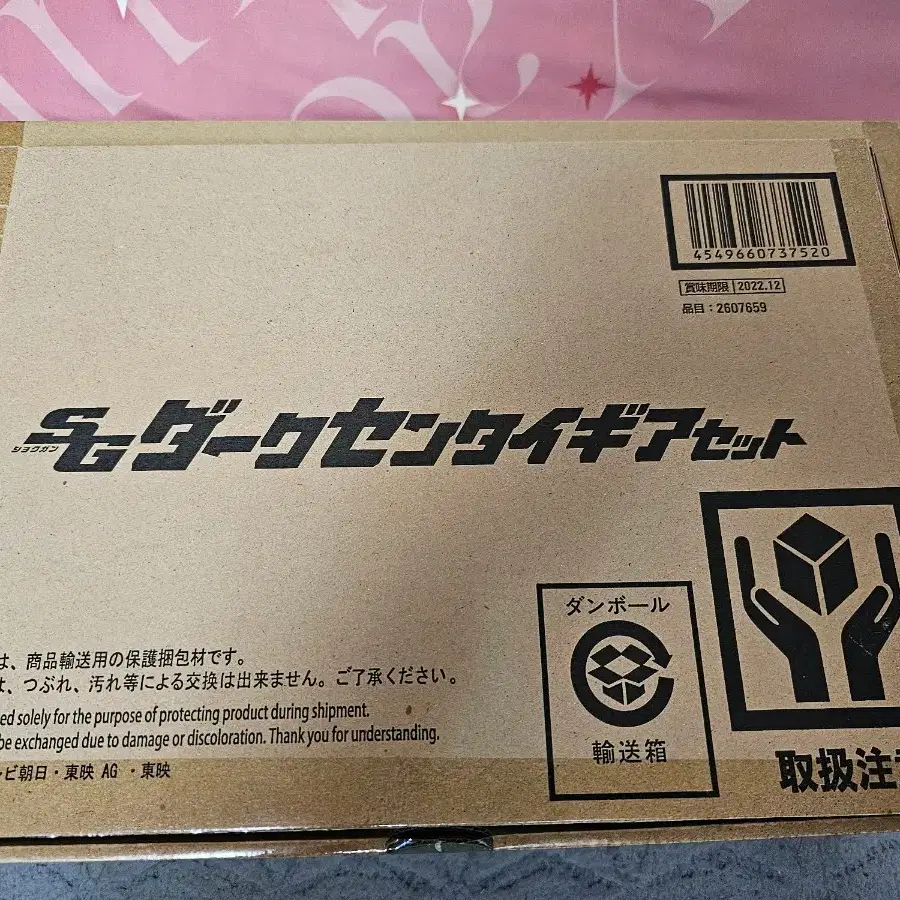 4549660737520
賞味期限 2022.12
品目：2607659
SGダークセンタイギアセット
ショクガン
ダンボール
輸送箱
は、商品輸送用の保護梱包材です。
は、つぶれ、汚れ等による交換は出来ません。ご了承ください。
ed solely for the purpose of protecting product during shipment.
be exchanged due to damage or discoloration. Thank you for understanding.
レビ朝日・東映 AG ・東映
取扱注意